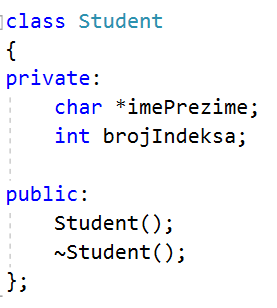 class Student
{
private:
    char *imePrezime;
    int brojIndeksa;

public:
    Student();
    ~Student();
};